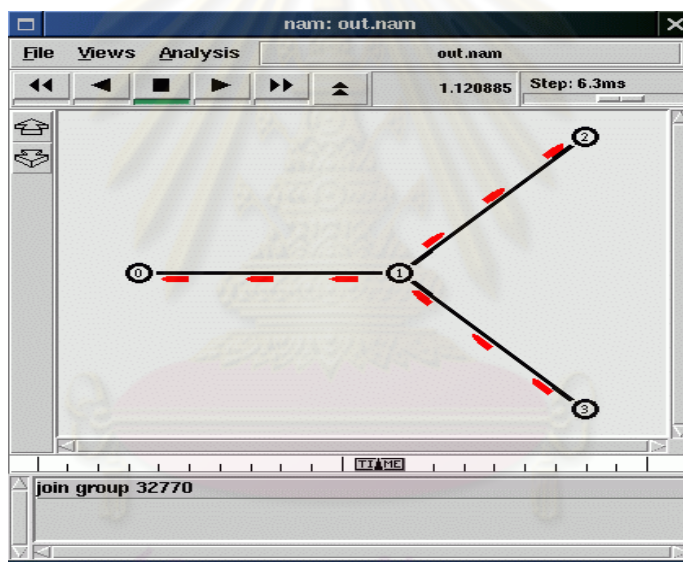 nam: out.nam
File Views Analysis out.nam
1.120885 Step: 6.3ms
2
0 1
3
TIME
join group 32770